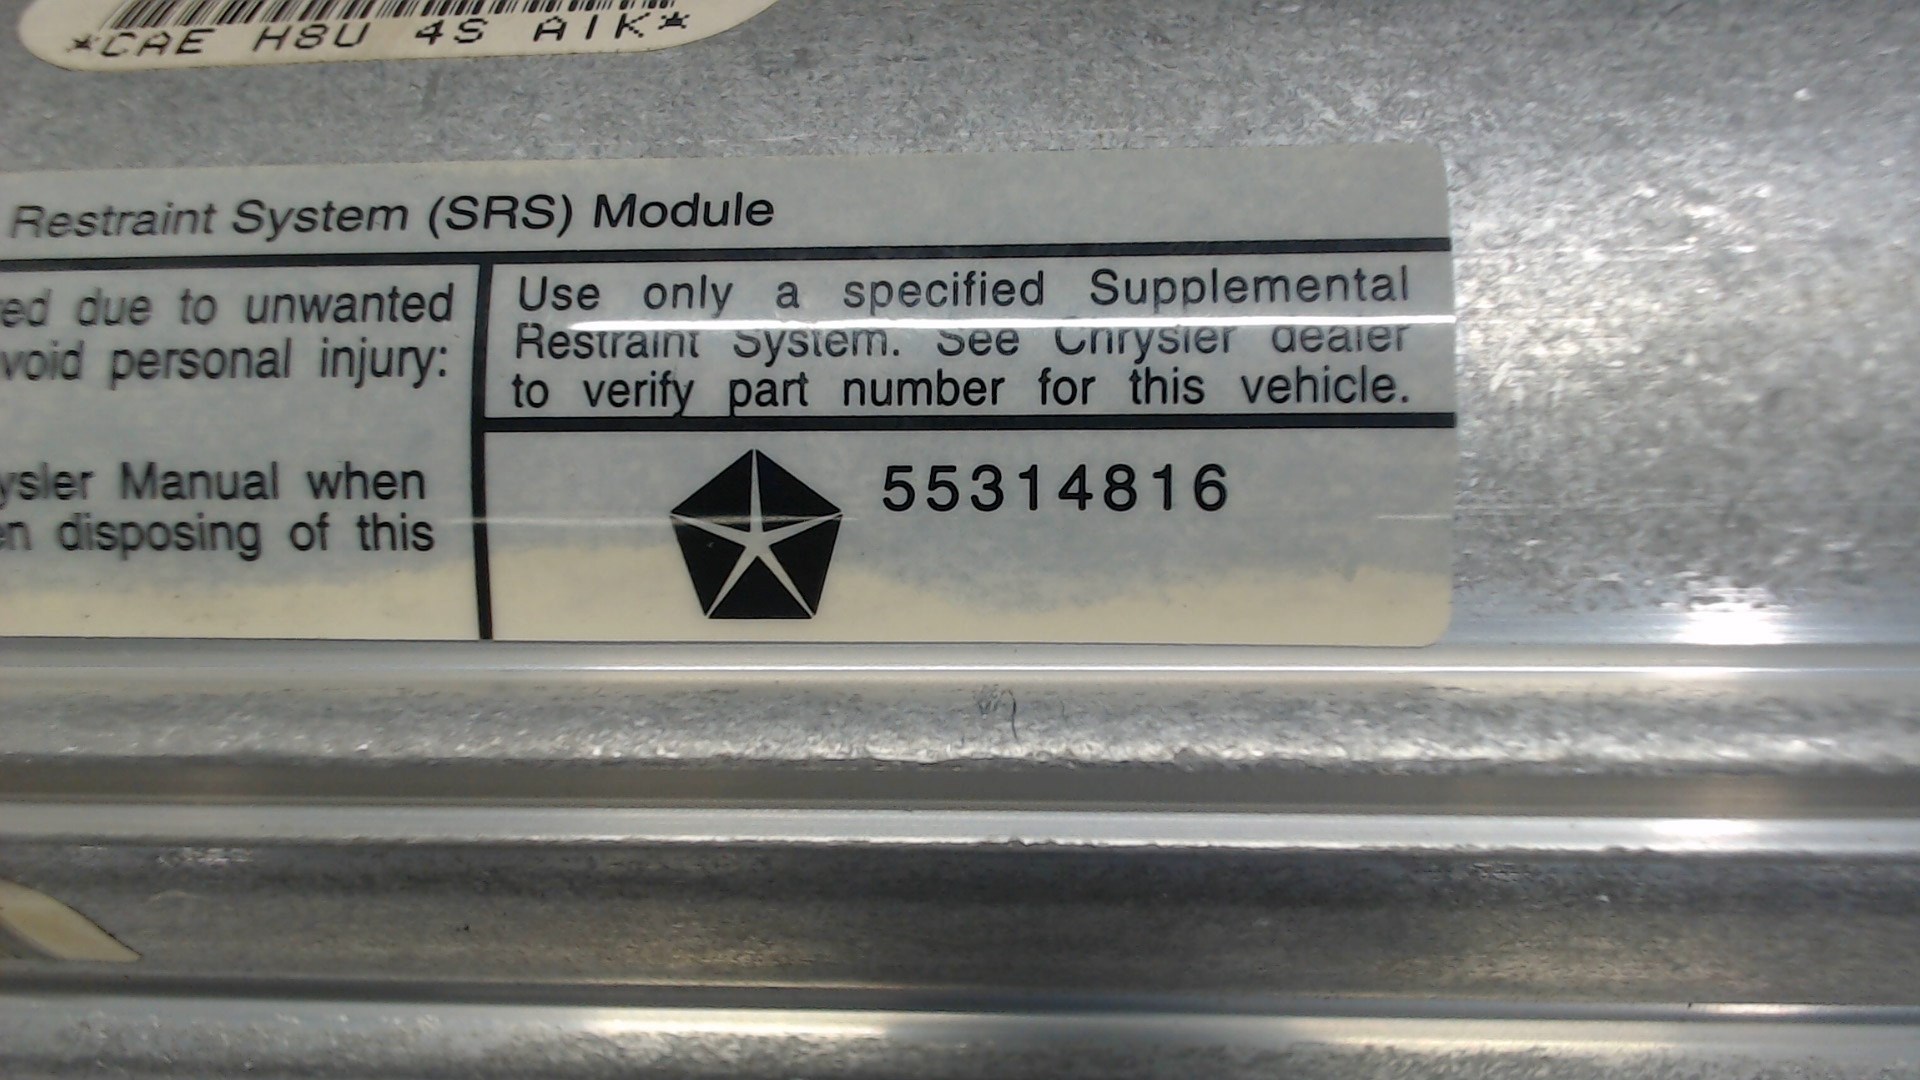 *CAE H8U 4S AIK*
Restraint System (SRS) Module
ed due to unwanted
void personal injury:
ysler Manual when
en disposing of this
Use only a specified Supplemental
Restraint System. See Chrysler dealer
to verify part number for this vehicle.
55314816